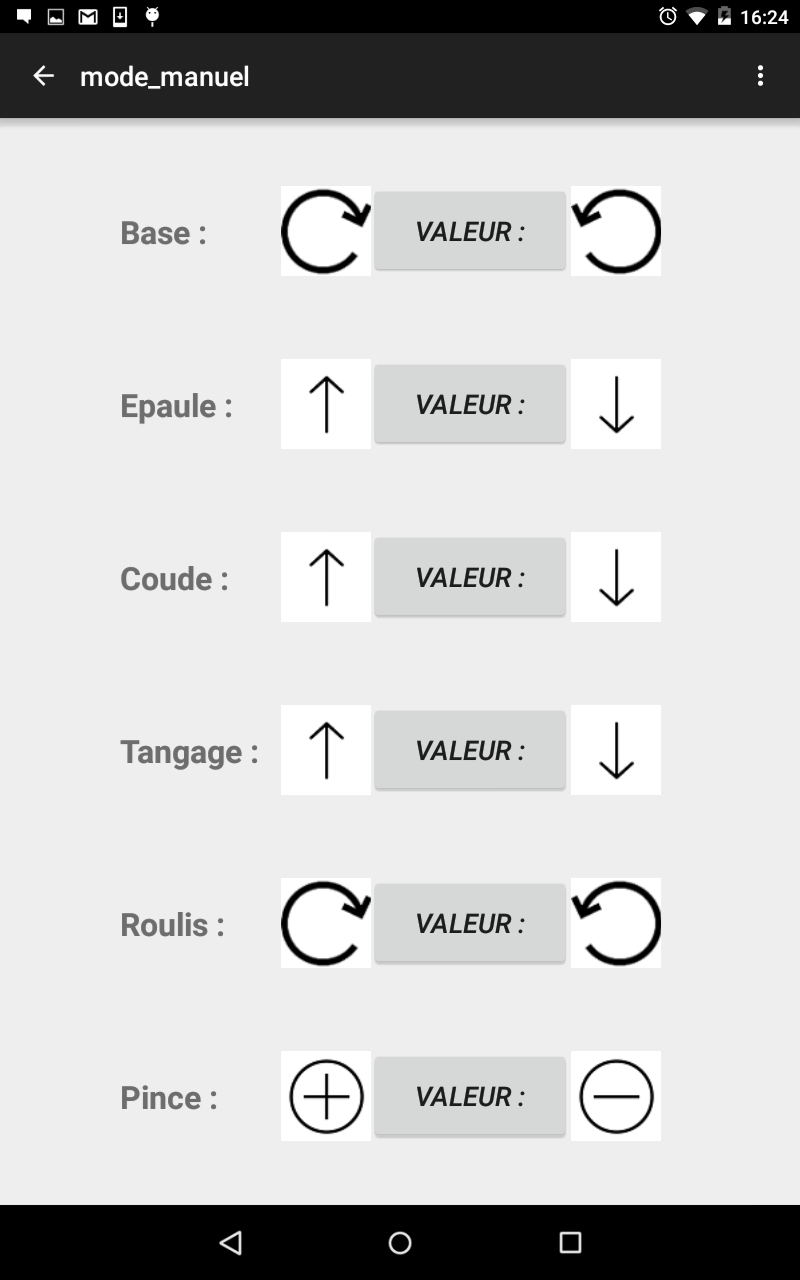 16:24
mode_manuel
Base : VALEUR :
Epaule : VALEUR :
Coude : VALEUR :
Tangage : VALEUR :
Roulis : VALEUR :
Pince : VALEUR :